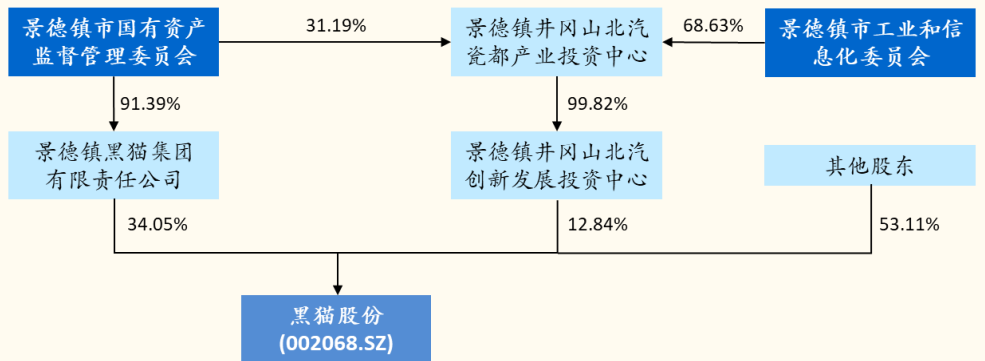 景德镇市国有资产
监督管理委员会
31.19%
景德镇井冈山北汽
瓷都产业投资中心
68.63%
景德镇市工业和信
息化委员会
91.39%
99.82%
景德镇黑猫集团
有限责任公司
景德镇井冈山北汽
创新发展投资中心
其他股东
34.05%
12.84%
53.11%
黑猫股份
(002068.SZ)